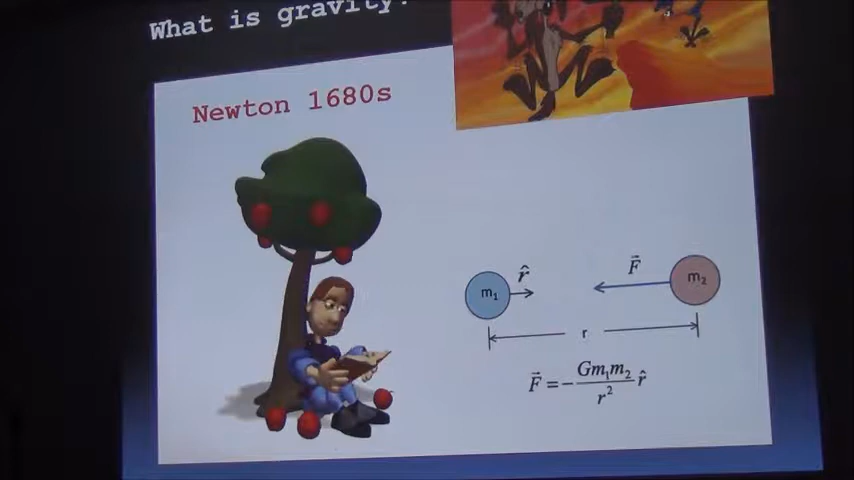 What is gravity?
Newton 1680s
m₁
r̂
F⃗
m₂
r
F⃗ = - Gm₁m₂ / r² r̂